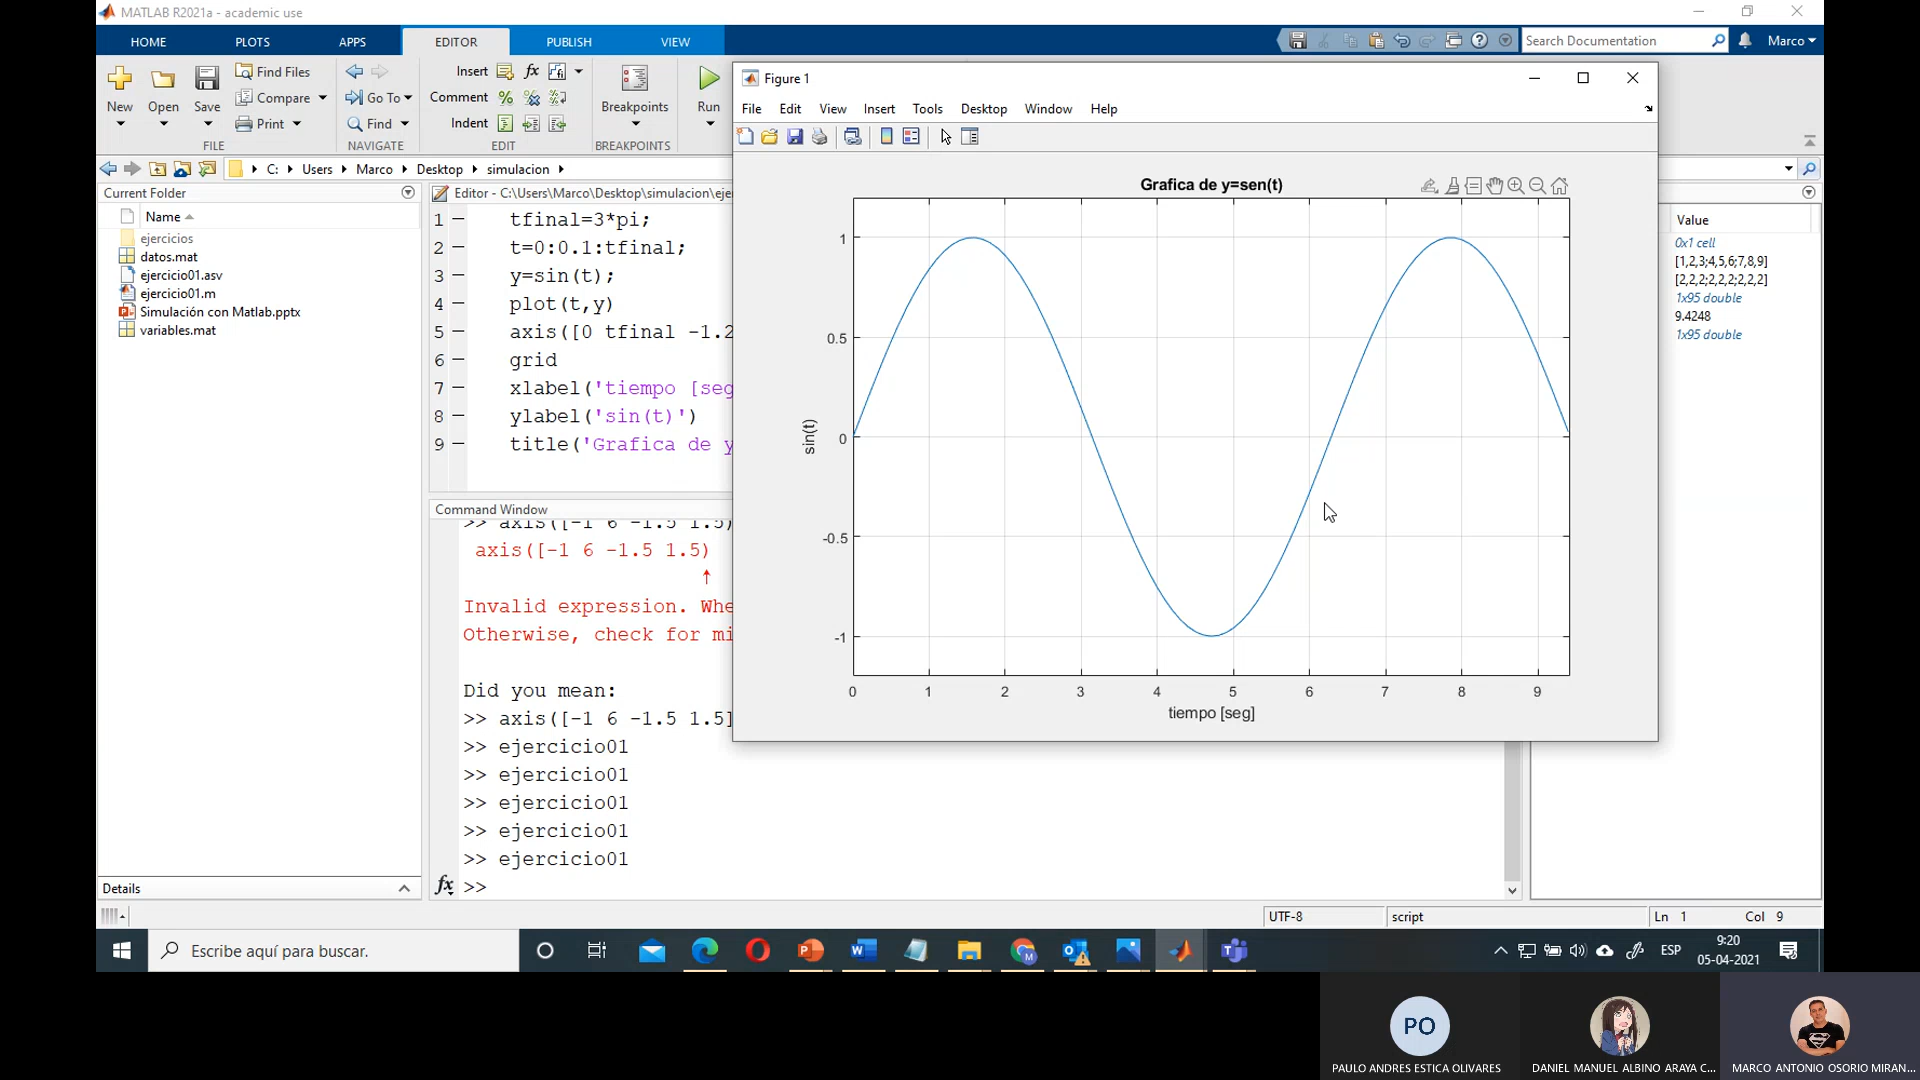 MATLAB R2021a - academic use
HOME PLOTS APPS EDITOR PUBLISH VIEW
Search Documentation
Marco
New Open Save
Find Files
Compare
Print
FILE
Go To
Find
NAVIGATE
Insert
Comment
Indent
EDIT
Breakpoints
BREAKPOINTS
Run
C: Users Marco Desktop simulacion
Current Folder
Name
ejercicios
datos.mat
ejercicio01.asv
ejercicio01.m
Simulación con Matlab.pptx
variables.mat
Details
Editor - C:\Users\Marco\Desktop\simulacion\eje
1 tfinal=3*pi;
2 t=0:0.1:tfinal;
3 y=sin(t);
4 plot(t,y)
5 axis([0 tfinal -1.2
6 grid
7 xlabel('tiempo [seg
8 ylabel('sin(t)')
9 title('Grafica de y
Command Window
>> axis([-1 6 -1.5 1.5)
axis([-1 6 -1.5 1.5)
↑
Invalid expression. Whe
Otherwise, check for mi
Did you mean:
>> axis([-1 6 -1.5 1.5]
>> ejercicio01
>> ejercicio01
>> ejercicio01
>> ejercicio01
>> ejercicio01
fx >>
Figure 1
File Edit View Insert Tools Desktop Window Help
Grafica de y=sen(t)
1
0.5
0
-0.5
-1
sin(t)
0 1 2 3 4 5 6 7 8 9
tiempo [seg]
Value
0x1 cell
[1,2,3;4,5,6;7,8,9]
[2,2,2;2,2,2;2,2,2]
1x95 double
9.4248
1x95 double
UTF-8
script
Ln 1 Col 9
Escribe aquí para buscar.
ESP
9:20
05-04-2021
PO
PAULO ANDRES ESTICA OLIVARES
DANIEL MANUEL ALBINO ARAYA C...
MARCO ANTONIO OSORIO MIRAN...